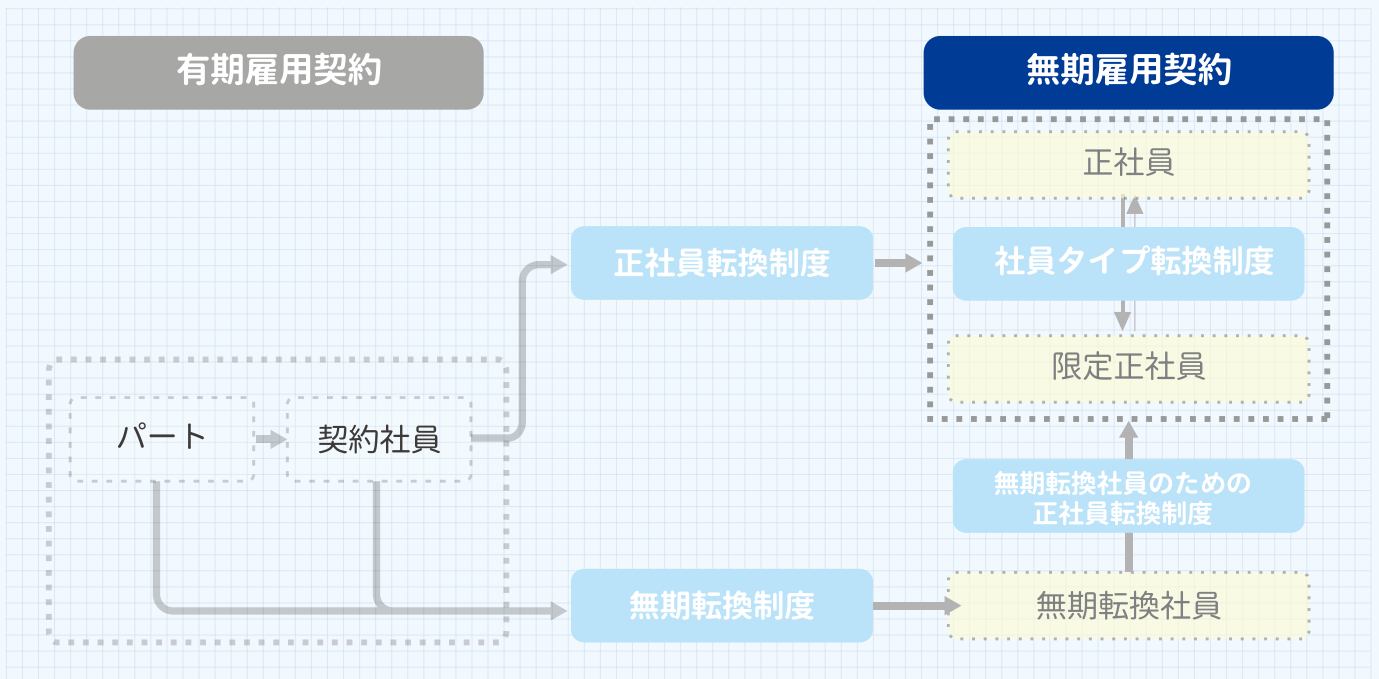 有期雇用契約
無期雇用契約
正社員
正社員転換制度
社員タイプ転換制度
限定正社員
パート
契約社員
無期転換社員のための
正社員転換制度
無期転換制度
無期転換社員